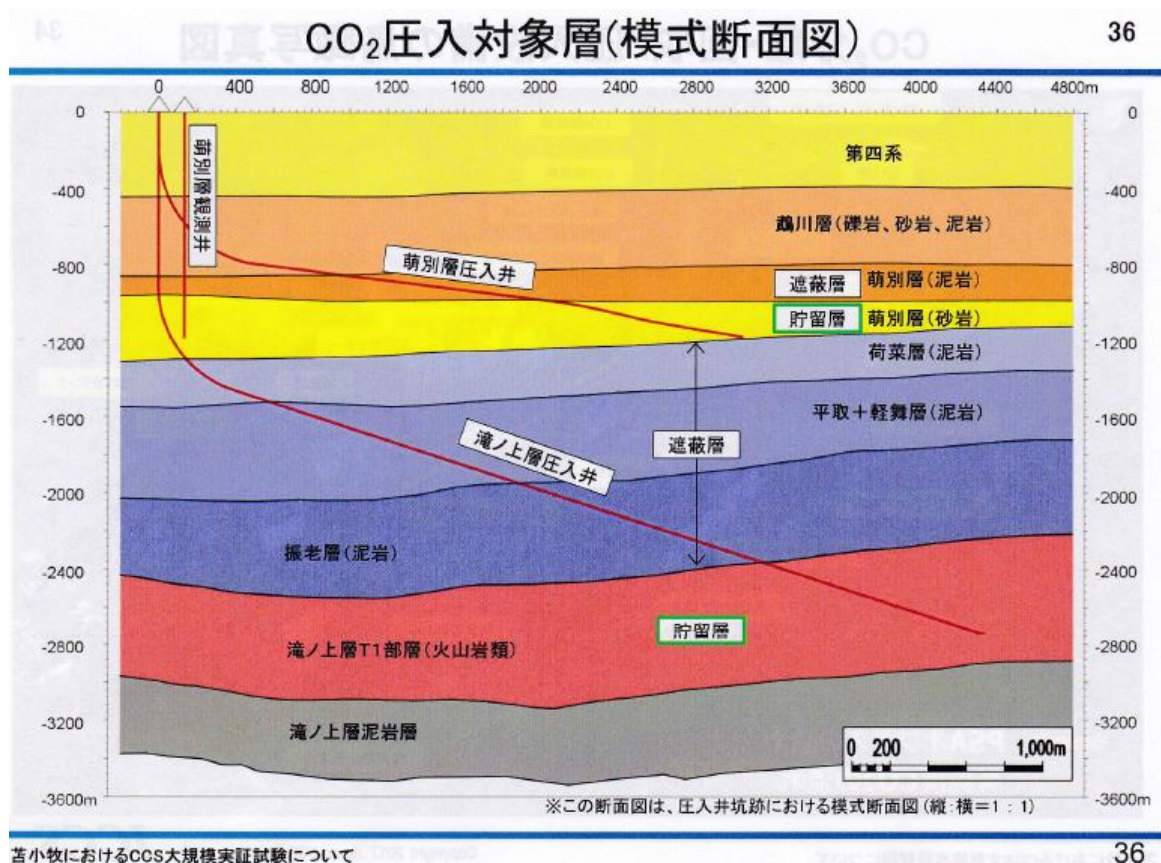 CO₂圧入対象層(模式断面図)
36
0 400 800 1200 1600 2000 2400 2800 3200 3600 4000 4400 4800m
0
-400
-800
-1200
-1600
-2000
-2400
-2800
-3200
-3600m
0
-400
-800
-1200
-1600
-2000
-2400
-2800
-3200
-3600m
萌別層観測井
第四系
鵡川層(礫岩、砂岩、泥岩)
萌別層圧入井
遮蔽層 萌別層(泥岩)
貯留層 萌別層(砂岩)
荷菜層(泥岩)
平取+軽舞層(泥岩)
滝ノ上層圧入井
遮蔽層
振老層(泥岩)
貯留層
滝ノ上層T1部層(火山岩類)
滝ノ上層泥岩層
0 200 1,000m
※この断面図は、圧入井坑跡における模式断面図(縦:横=1:1)
苫小牧におけるCCS大規模実証試験について
36